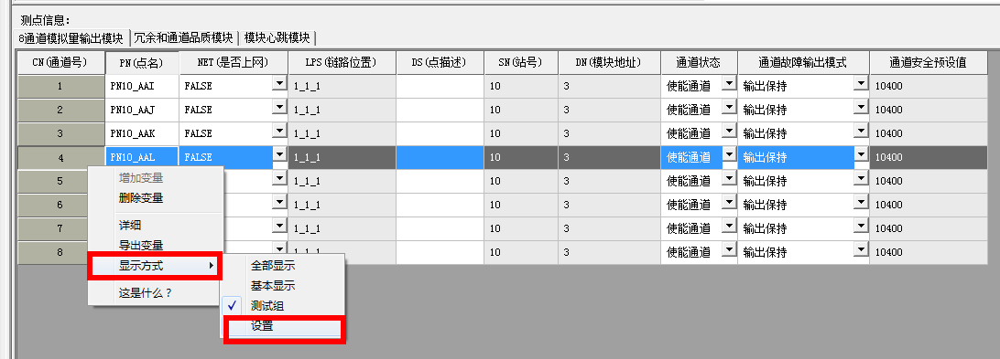 测点信息:
8通道模拟量输出模块 冗余和通道品质模块 模块心跳模块
CN(通道号) PN(点名) NET(是否上网) LPS(链路位置) DS(点描述) SN(站号) DN(模块地址) 通道状态 通道故障输出模式 通道安全预设值
1 PN10_AAI FALSE 1_1_1 10 3 使能通道 输出保持 10400
2 PN10_AAJ FALSE 1_1_1 10 3 使能通道 输出保持 10400
3 PN10_AAK FALSE 1_1_1 10 3 使能通道 输出保持 10400
4 PN10_AAL FALSE 1_1_1 10 3 使能通道 输出保持 10400
5 1_1_1 10 3 使能通道 输出保持 10400
6 1_1_1 10 3 使能通道 输出保持 10400
7 1_1_1 10 3 使能通道 输出保持 10400
8 1_1_1 10 3 使能通道 输出保持 10400
增加变量
删除变量
详细
导出变量
显示方式
这是什么?
全部显示
基本显示
测试组
设置